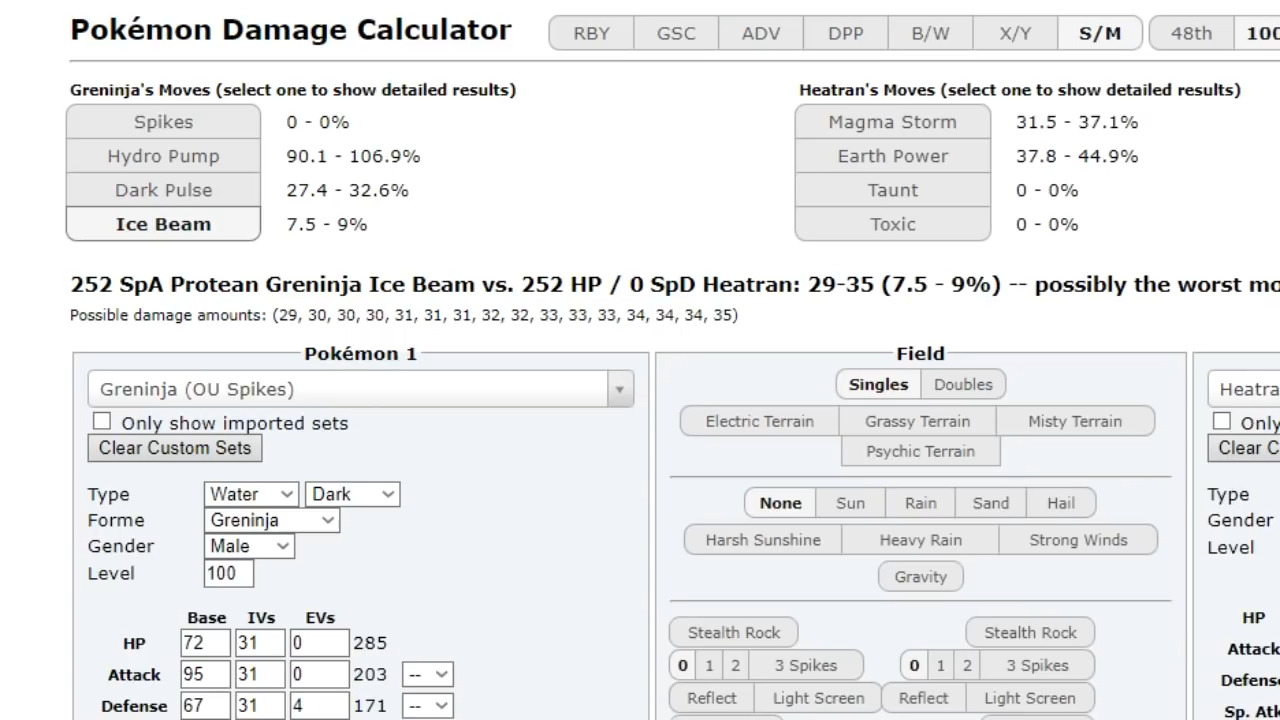 Pokémon Damage Calculator RBY GSC ADV DPP B/W X/Y S/M 48th 100
Greninja's Moves (select one to show detailed results) Heatran's Moves (select one to show detailed results)
Spikes 0 - 0% Magma Storm 31.5 - 37.1%
Hydro Pump 90.1 - 106.9% Earth Power 37.8 - 44.9%
Dark Pulse 27.4 - 32.6% Taunt 0 - 0%
Ice Beam 7.5 - 9% Toxic 0 - 0%
252 SpA Protean Greninja Ice Beam vs. 252 HP / 0 SpD Heatran: 29-35 (7.5 - 9%) -- possibly the worst mo
Possible damage amounts: (29, 30, 30, 30, 31, 31, 31, 32, 32, 33, 33, 33, 34, 34, 34, 35)
Pokémon 1 Field
Greninja (OU Spikes) Singles Doubles Heatra
Only show imported sets Electric Terrain Grassy Terrain Misty Terrain Only
Clear Custom Sets Psychic Terrain Clear C
Type Water Dark None Sun Rain Sand Hail Type
Forme Greninja Gender
Gender Male Harsh Sunshine Heavy Rain Strong Winds Level
Level 100 Gravity
Base IVs EVs HP
HP 72 31 0 285 Stealth Rock Stealth Rock Attack
Attack 95 31 0 203 -- 0 1 2 3 Spikes 0 1 2 3 Spikes Defense
Defense 67 31 4 171 -- Reflect Light Screen Reflect Light Screen Sp. Atk